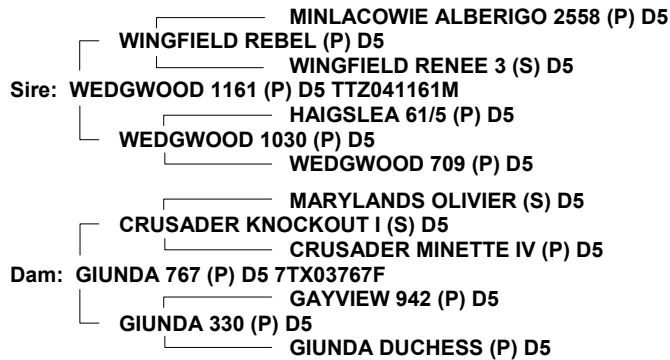 MINLACOWIE ALBERIGO 2558 (P) D5
WINGFIELD REBEL (P) D5
WINGFIELD RENEE 3 (S) D5
Sire: WEDGWOOD 1161 (P) D5 TTZ041161M
HAIGSLEA 61/5 (P) D5
WEDGWOOD 1030 (P) D5
WEDGWOOD 709 (P) D5
MARYLANDS OLIVIER (S) D5
CRUSADER KNOCKOUT I (S) D5
CRUSADER MINETTE IV (P) D5
Dam: GIUNDA 767 (P) D5 7TX03767F
GAYVIEW 942 (P) D5
GIUNDA 330 (P) D5
GIUNDA DUCHESS (P) D5